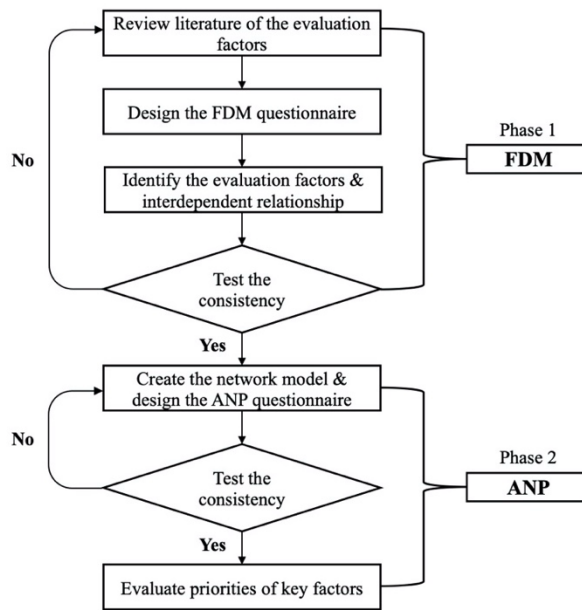 Review literature of the evaluation
factors
Design the FDM questionnaire
Phase 1
FDM
No
Identify the evaluation factors &
interdependent relationship
Test the
consistency
Yes
Create the network model &
design the ANP questionnaire
No
Test the
consistency
Phase 2
ANP
Yes
Evaluate priorities of key factors